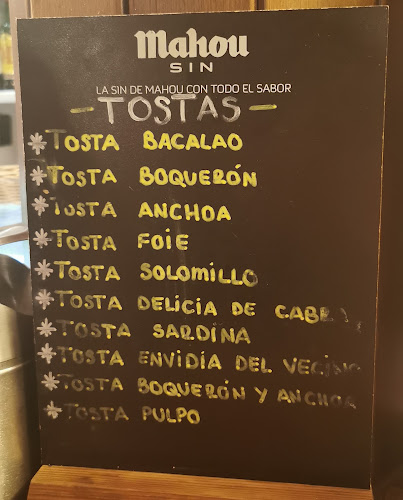 Mahou
SIN
LA SIN DE MAHOU CON TODO EL SABOR
- TOSTAS -
* TOSTA BACALAO
* TOSTA BOQUERÓN
* TOSTA ANCHOA
* TOSTA FOIE
* TOSTA SOLOMILLO
* TOSTA DELICIA DE
* TOSTA SARDINA
* TOSTA ENVIDIA DEL VECINO
* TOSTA BOQUERÓN Y ANCHOA
* TOSTA PULPO